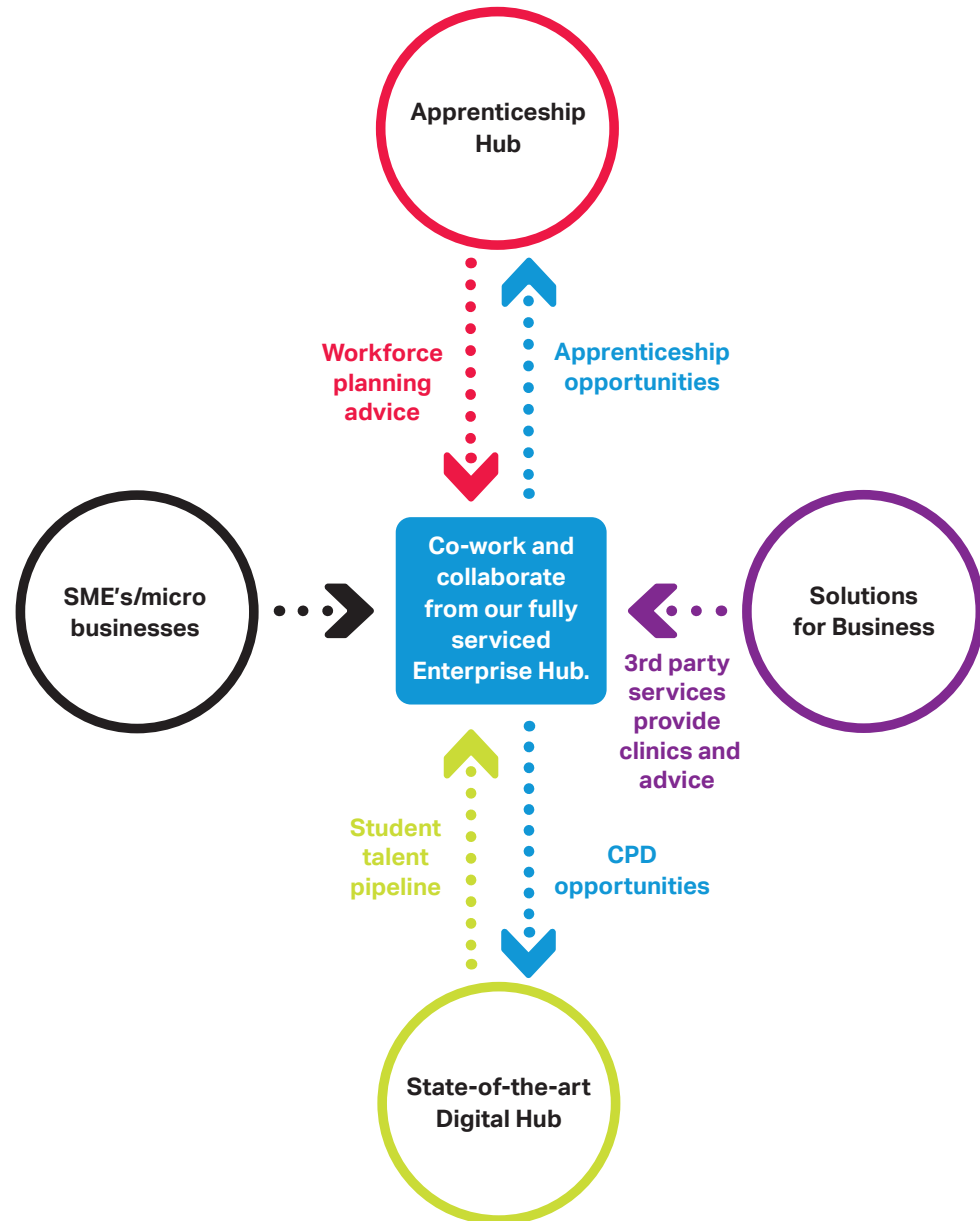 Apprenticeship
Hub
Workforce
planning
advice
Apprenticeship
opportunities
SME's/micro
businesses
Co-work and
collaborate
from our fully
serviced
Enterprise Hub.
Solutions
for Business
3rd party
services
provide
clinics and
advice
Student
talent
pipeline
CPD
opportunities
State-of-the-art
Digital Hub